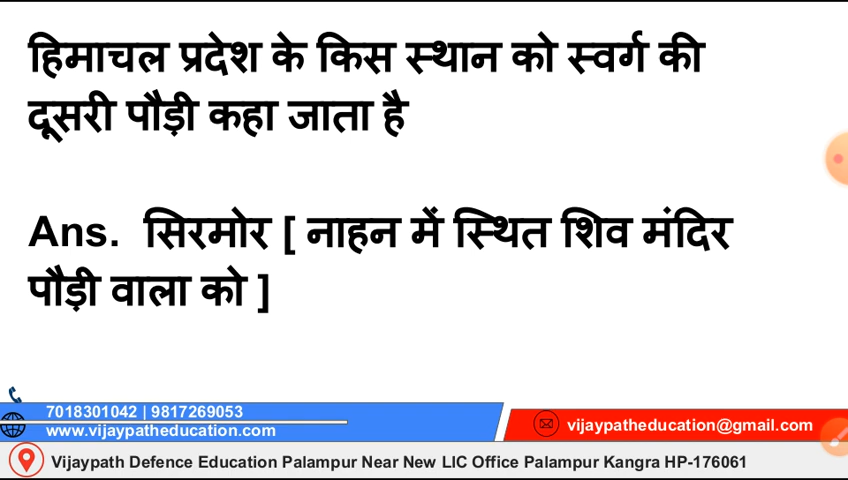 हिमाचल प्रदेश के किस स्थान को स्वर्ग की
दूसरी पौड़ी कहा जाता है
Ans. सिरमोर [ नाहन में स्थित शिव मंदिर
पौड़ी वाला को ]
7018301042 | 9817269053
www.vijaypatheducation.com
vijaypatheducation@gmail.com
Vijaypath Defence Education Palampur Near New LIC Office Palampur Kangra HP-176061